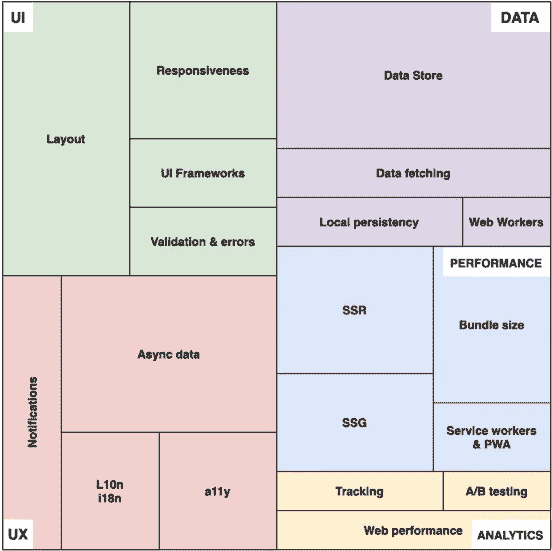 UI
Layout
Responsiveness
UI Frameworks
Validation & errors
DATA
Data Store
Data fetching
Local persistency
Web Workers
Notifications
Async data
L10n
i18n
a11y
UX
PERFORMANCE
SSR
Bundle size
SSG
Service workers
& PWA
Tracking
A/B testing
Web performance
ANALYTICS